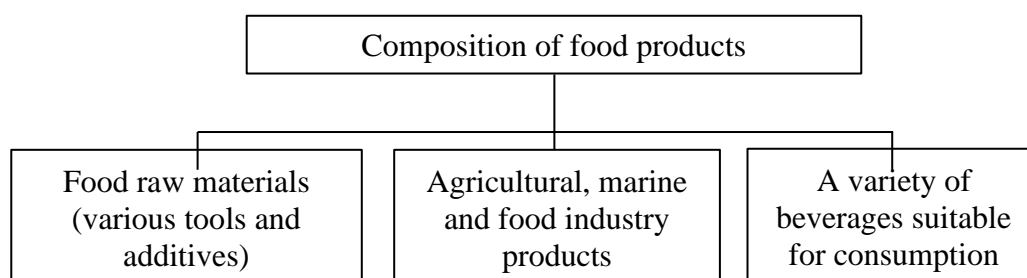 Composition of food products
Food raw materials
(various tools and
additives)
Agricultural, marine
and food industry
products
A variety of
beverages suitable
for consumption